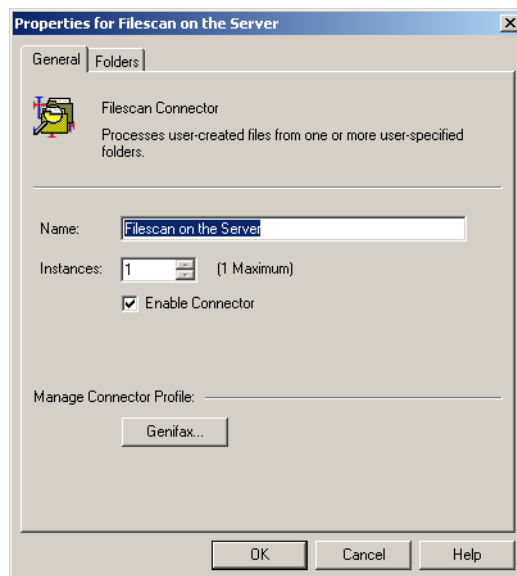 Properties for Filescan on the Server
General
Folders
Filescan Connector
Processes user-created files from one or more user-specified
folders.
Name:
Filescan on the Server
Instances:
1
(1 Maximum)
Enable Connector
Manage Connector Profile:
Genifax...
OK
Cancel
Help